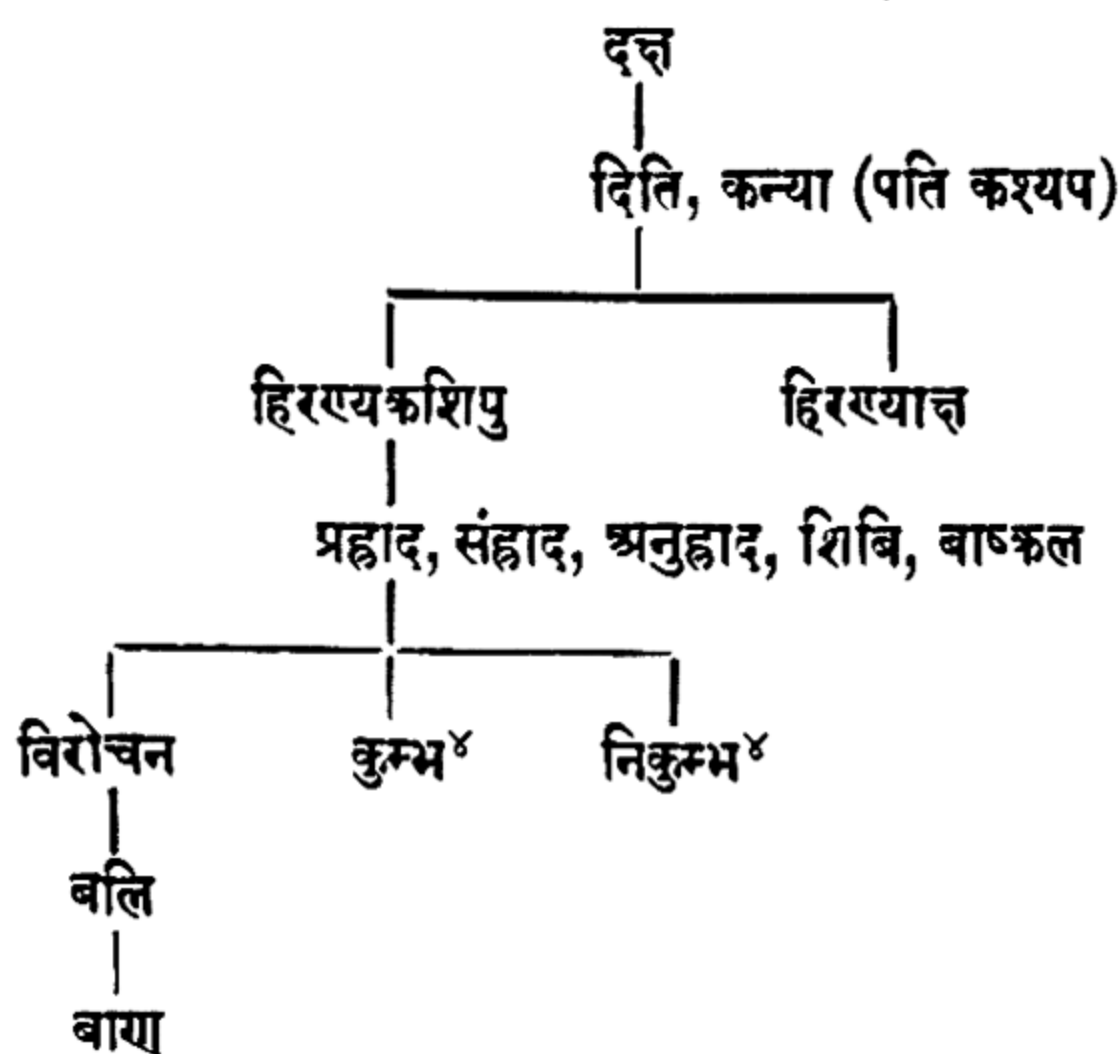 दक्ष
दिति, कन्या (पति कश्यप)
हिरण्यकशिपु हिरण्याक्ष
प्रह्लाद, संह्लाद, अनुह्लाद, शिबि, बाष्कल
विरोचन कुम्भ४ निकुम्भ४
बलि
बाण